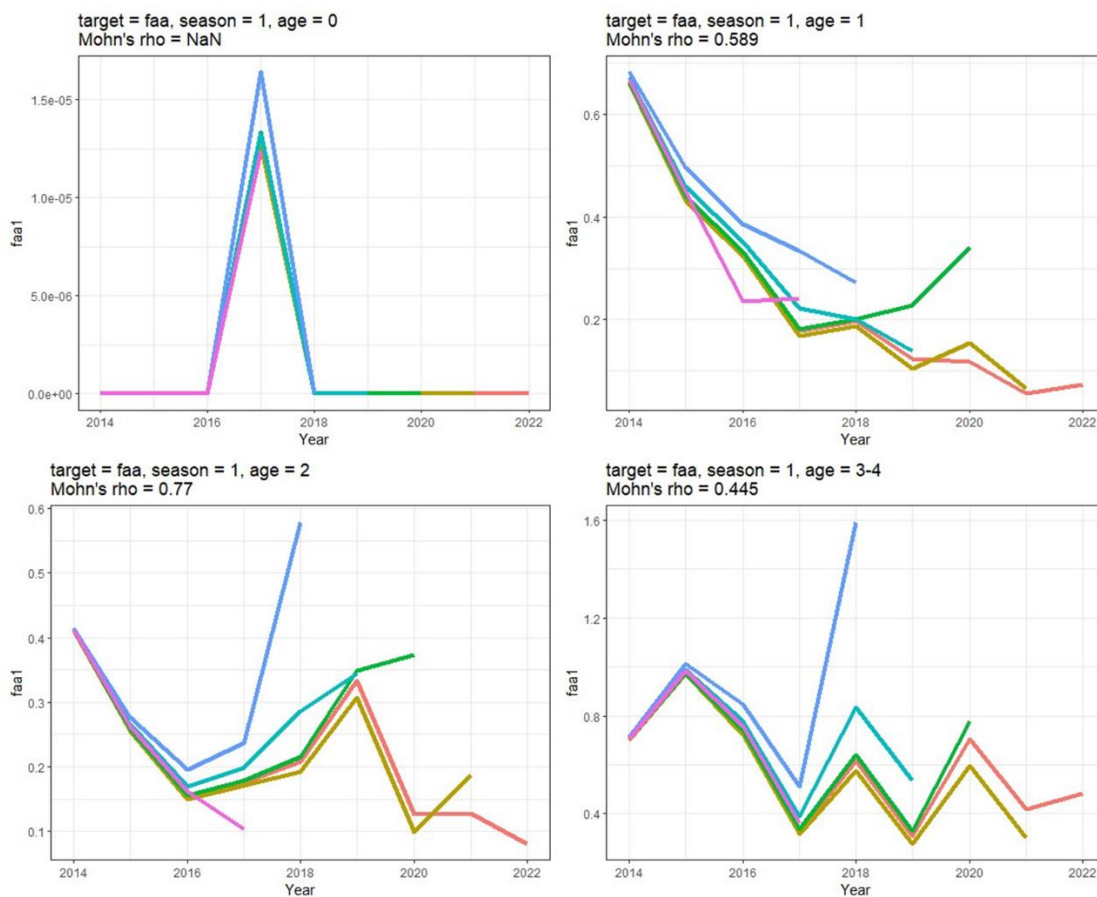 target = faa, season = 1, age = 0
Mohn's rho = NaN
1.5e-05
1.0e-05
5.0e-06
0.0e+00
faa1
2014 2016 2018 2020 2022
Year
target = faa, season = 1, age = 1
Mohn's rho = 0.589
0.6
0.4
0.2
faa1
2014 2016 2018 2020 2022
Year
target = faa, season = 1, age = 2
Mohn's rho = 0.77
0.6
0.5
0.4
0.3
0.2
0.1
faa1
2014 2016 2018 2020 2022
Year
target = faa, season = 1, age = 3-4
Mohn's rho = 0.445
1.6
1.2
0.8
0.4
faa1
2014 2016 2018 2020 2022
Year